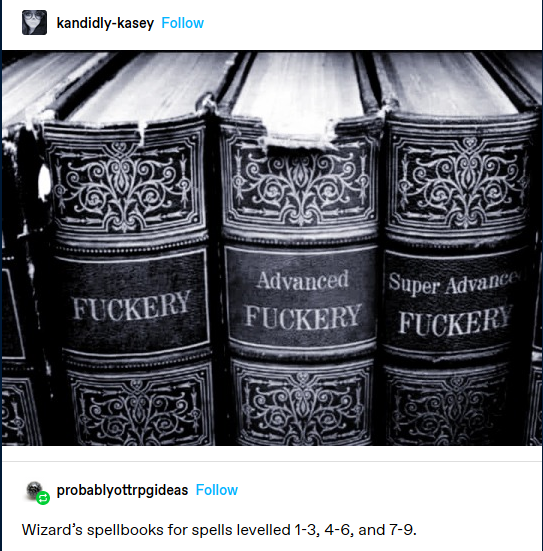 kandidly-kasey Follow
FUCKERY
Advanced
FUCKERY
Super Advance
FUCKERY
probablyottrpgideas Follow
Wizard's spellbooks for spells levelled 1-3, 4-6, and 7-9.